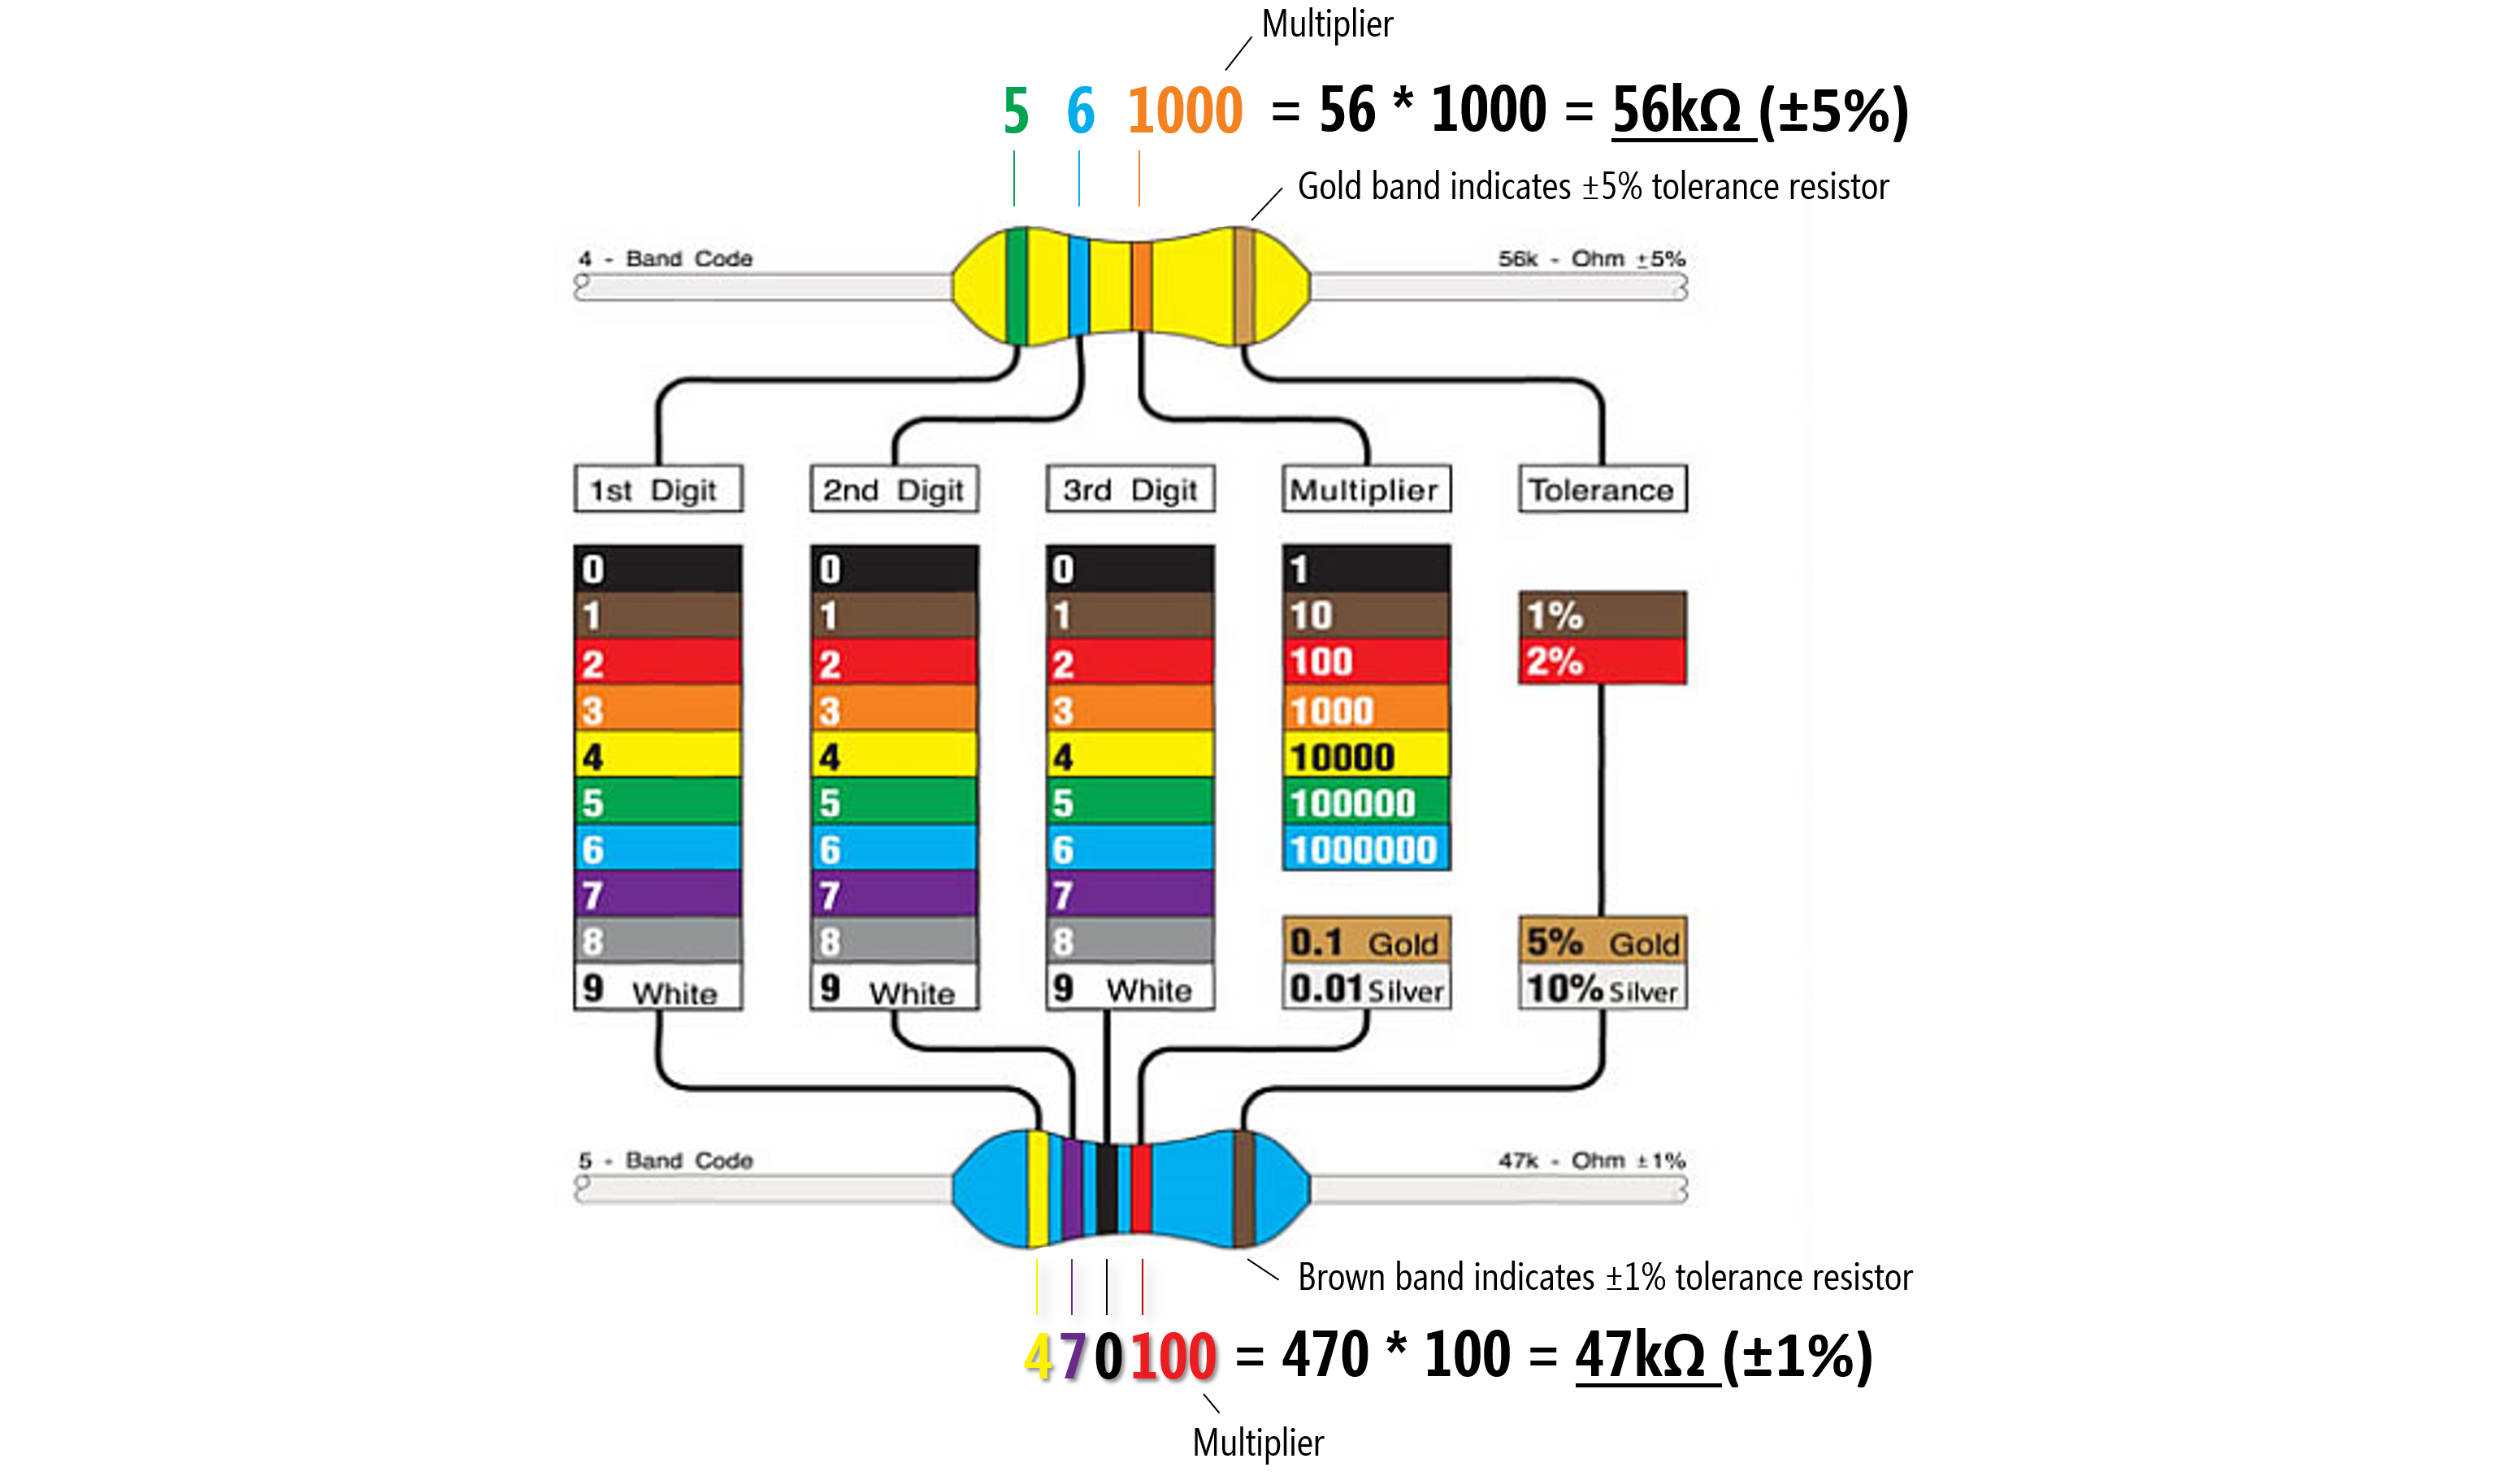 Multiplier
5 6 1000 = 56 * 1000 = 56kΩ (±5%)
Gold band indicates ±5% tolerance resistor
4 - Band Code
56k - Ohm ±5%
1st Digit 2nd Digit 3rd Digit Multiplier Tolerance
0 0 0 1
1 1 1 10 1%
2 2 2 100 2%
3 3 3 1000
4 4 4 10000
5 5 5 100000
6 6 6 1000000
7 7 7
8 8 8 0.1 Gold 5% Gold
9 White 9 White 9 White 0.01 Silver 10% Silver
5 - Band Code
47k - Ohm ±1%
Brown band indicates ±1% tolerance resistor
4 7 0 100 = 470 * 100 = 47kΩ (±1%)
Multiplier